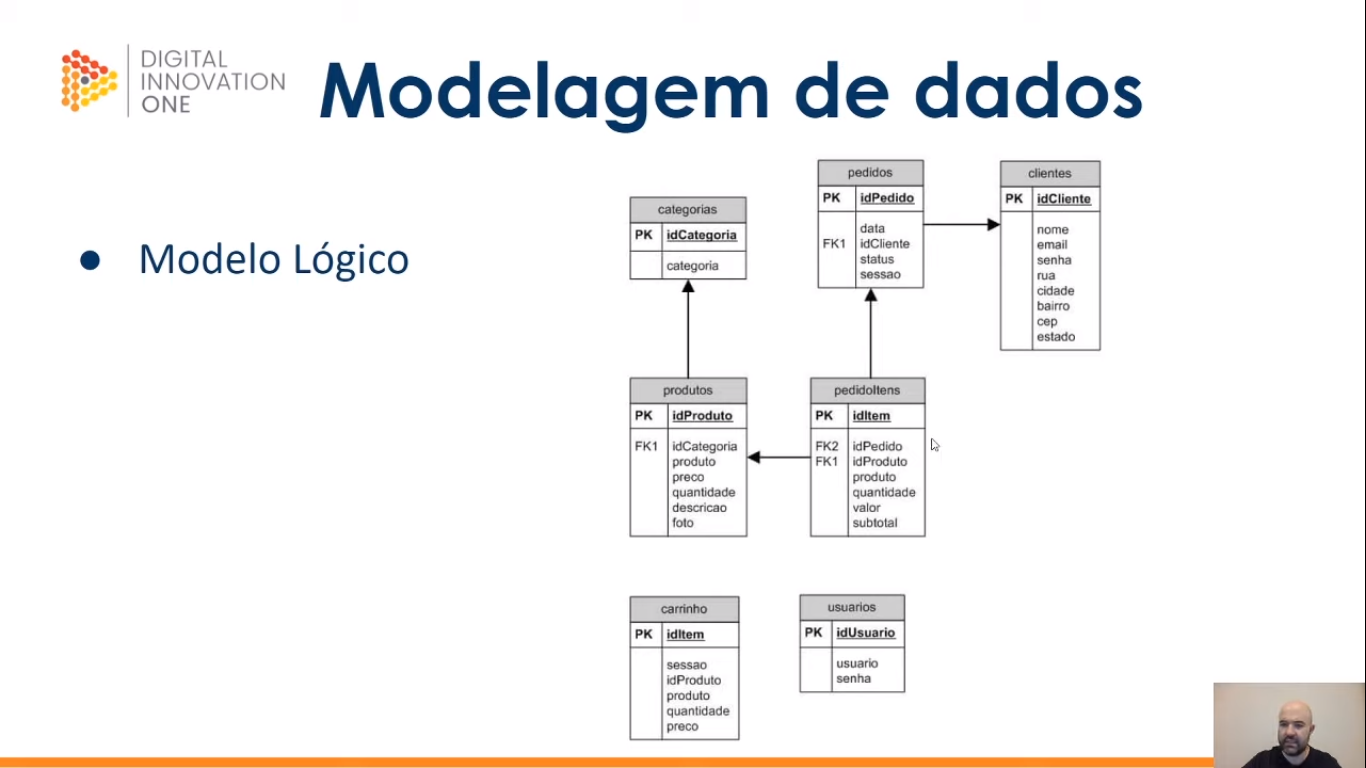 DIGITAL
INNOVATION
ONE
Modelagem de dados
● Modelo Lógico
categorias
PK idCategoria
categoria
pedidos
PK idPedido
data
FK1 idCliente
status
sessao
clientes
PK idCliente
nome
email
senha
rua
cidade
bairro
cep
estado
produtos
PK idProduto
FK1 idCategoria
produto
preco
quantidade
descricao
foto
pedidoItens
PK idItem
FK2 idPedido
FK1 idProduto
produto
quantidade
valor
subtotal
carrinho
PK idItem
sessao
idProduto
produto
quantidade
preco
usuarios
PK idUsuario
usuario
senha